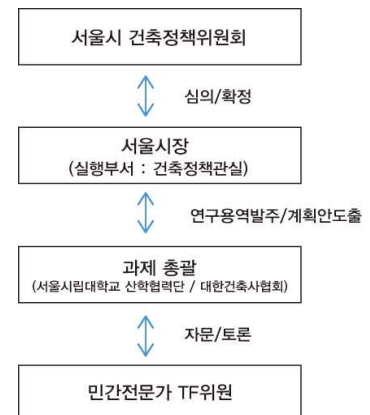 서울시 건축정책위원회
심의/확정
서울시장
(실행부서 : 건축정책관실)
연구용역발주/계획안도출
과제 총괄
(서울시립대학교 산학협력단 / 대한건축사협회)
자문/토론
민간전문가 TF위원